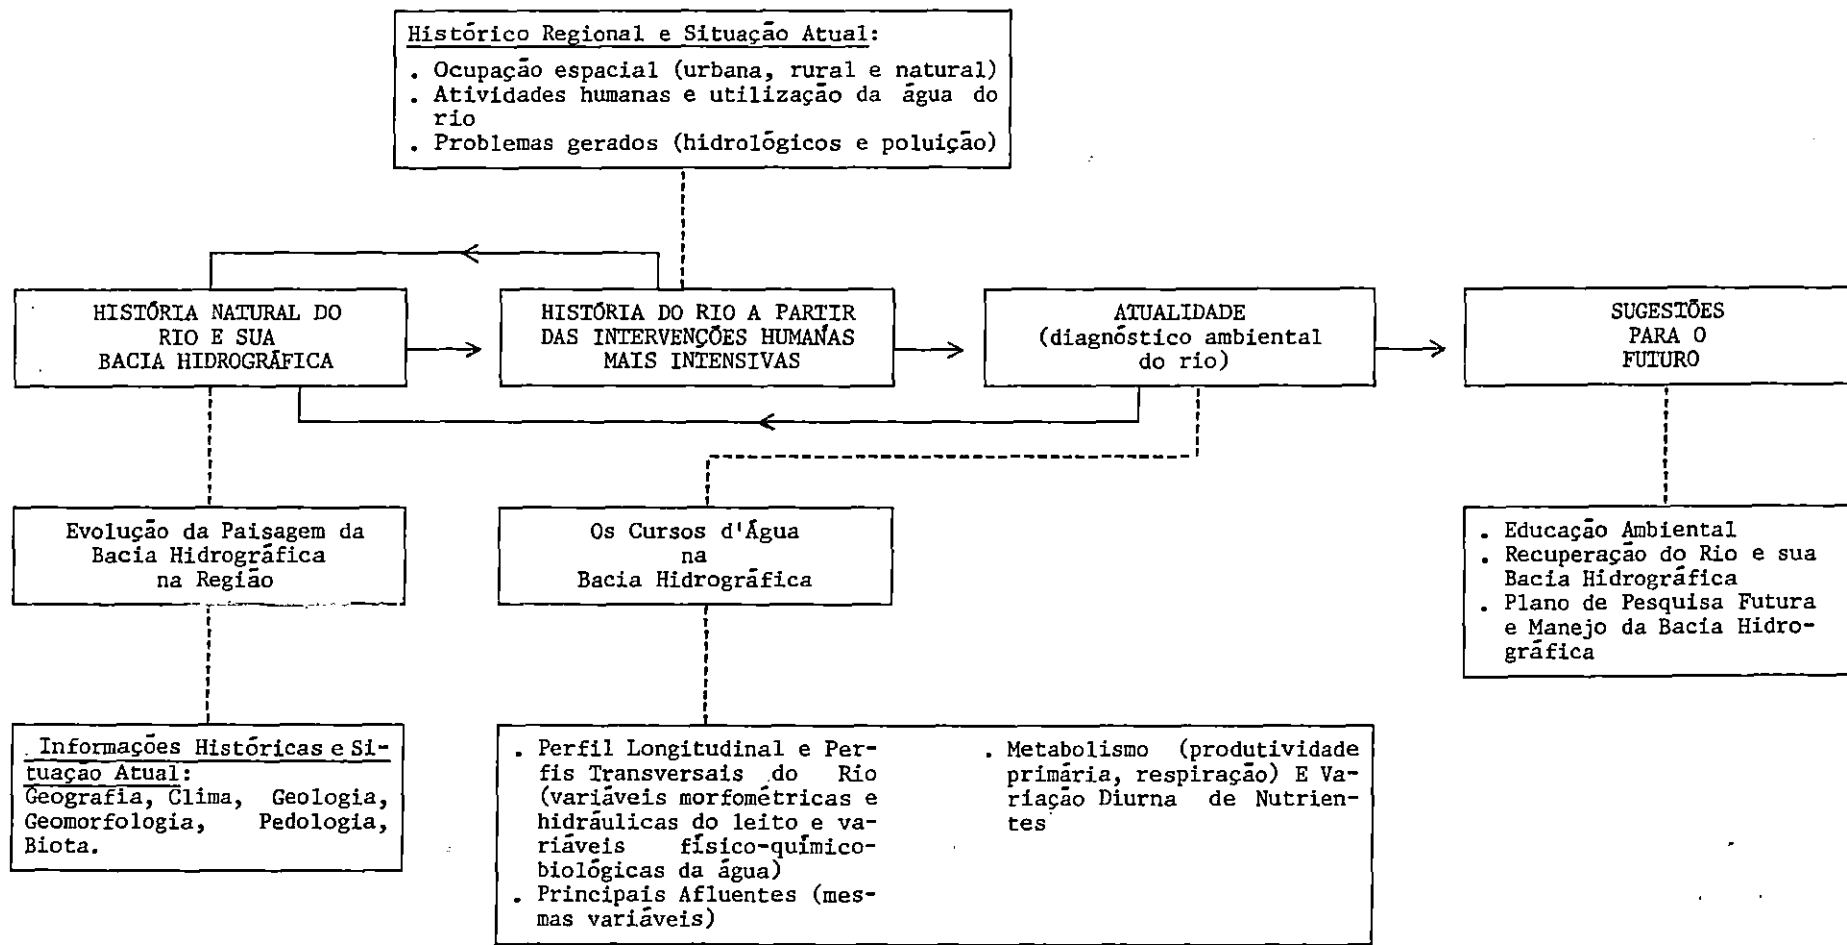 Histórico Regional e Situação Atual:
. Ocupação espacial (urbana, rural e natural)
. Atividades humanas e utilização da água do
rio
. Problemas gerados (hidrológicos e poluição)
HISTÓRIA NATURAL DO
RIO E SUA
BACIA HIDROGRÁFICA
HISTÓRIA DO RIO A PARTIR
DAS INTERVENÇÕES HUMANAS
MAIS INTENSIVAS
ATUALIDADE
(diagnóstico ambiental
do rio)
SUGESTÕES
PARA O
FUTURO
Evolução da Paisagem da
Bacia Hidrográfica
na Região
Os Cursos d'Água
na
Bacia Hidrográfica
. Educação Ambiental
. Recuperação do Rio e sua
Bacia Hidrográfica
. Plano de Pesquisa Futura
e Manejo da Bacia Hidro-
gráfica
Informações Históricas e Si-
tuação Atual:
Geografia, Clima, Geologia,
Geomorfologia, Pedologia,
Biota.
. Perfil Longitudinal e Per-
fis Transversais do Rio
(variáveis morfométricas e
hidráulicas do leito e va-
riáveis físico-químico-
biológicas da água)
. Principais Afluentes (mes-
mas variáveis)
. Metabolismo (produtividade
primária, respiração) E Va-
riação Diurna de Nutrien-
tes